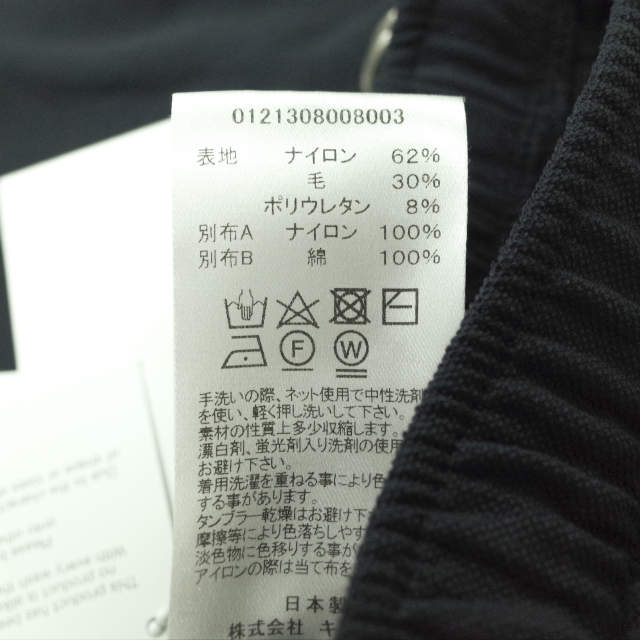 0121308008003
表地 ナイロン 62%
毛 30%
ポリウレタン 8%
別布A ナイロン 100%
別布B 綿 100%
F W
手洗いの際、ネット使用で中性洗剤
を使い、軽く押し洗いして下さい。
素材の性質上多少収縮します。
漂白剤、蛍光剤入り洗剤の使用は
お避け下さい。
着用洗濯を重ねる事により色
する事があります。
タンブラー乾燥はお避け下
摩擦等により色落ちしやす
淡色物に色移りする事が
アイロンの際は当て布を
日本製
株式会社 キ